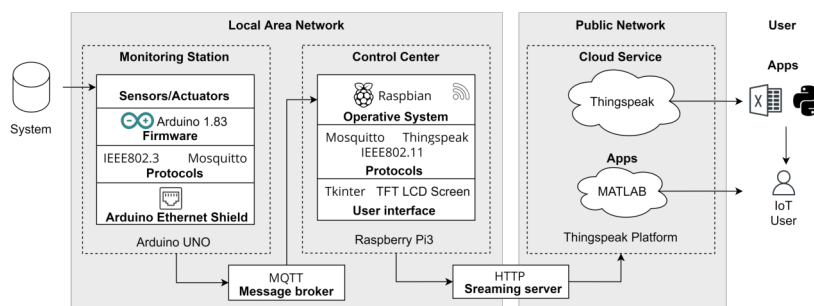 Local Area Network
Public Network
User
Monitoring Station
Control Center
Cloud Service
Apps
System
Sensors/Actuators
Arduino 1.83
Firmware
IEEE802.3 Mosquitto
Protocols
Arduino Ethernet Shield
Arduino UNO
Raspbian
Operative System
Mosquitto Thingspeak
IEEE802.11
Protocols
Tkinter TFT LCD Screen
User interface
Raspberry Pi3
Thingspeak
Apps
MATLAB
Thingspeak Platform
X
IoT
User
MQTT
Message broker
HTTP
Sreaming server